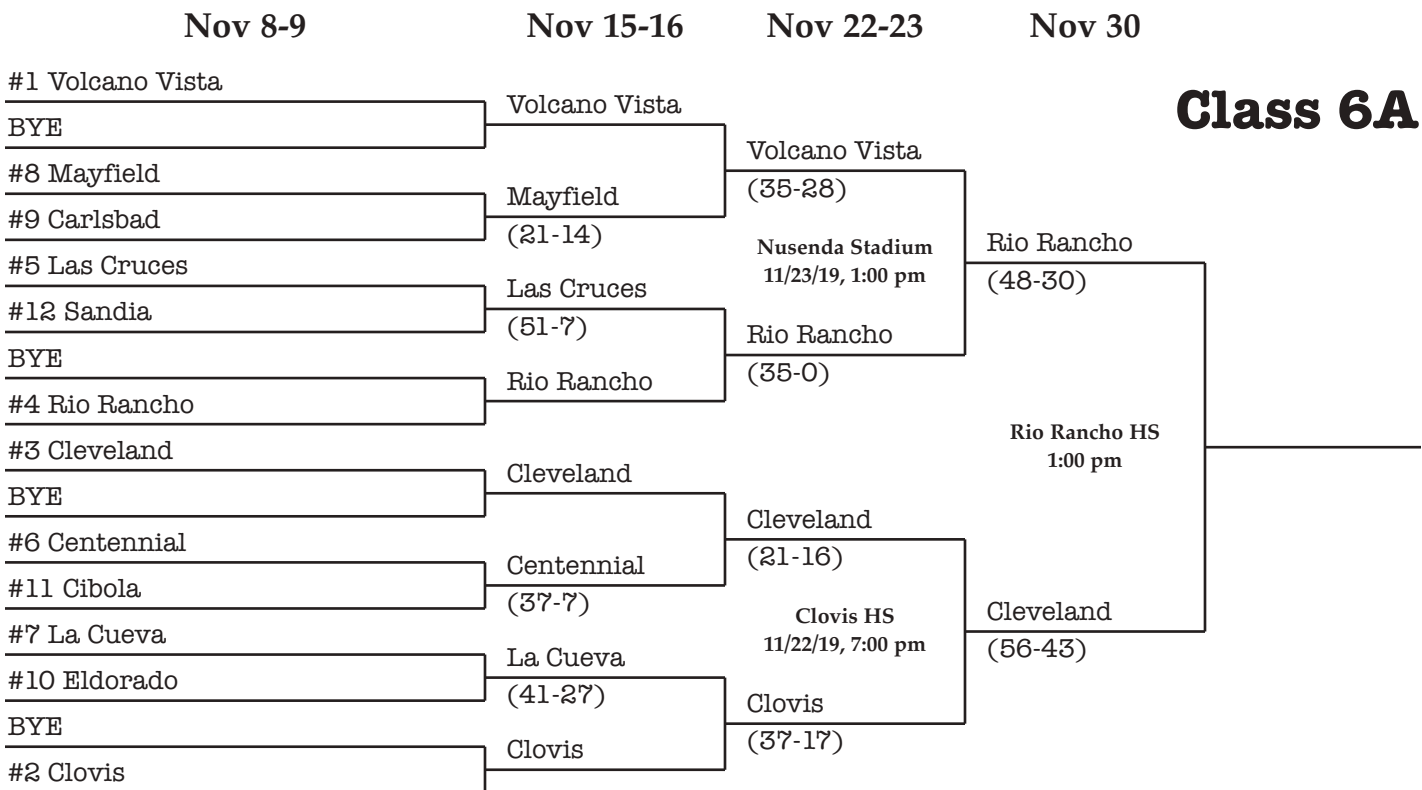 Nov 8-9
Nov 15-16
Nov 22-23
Nov 30
Class 6A
#1 Volcano Vista
BYE
#8 Mayfield
#9 Carlsbad
#5 Las Cruces
#12 Sandia
BYE
#4 Rio Rancho
#3 Cleveland
BYE
#6 Centennial
#11 Cibola
#7 La Cueva
#10 Eldorado
BYE
#2 Clovis
Volcano Vista
Mayfield
(21-14)
Las Cruces
(51-7)
Rio Rancho
Cleveland
Centennial
(37-7)
La Cueva
(41-27)
Clovis
Volcano Vista
(35-28)
Nusenda Stadium
11/23/19, 1:00 pm
Rio Rancho
(35-0)
Cleveland
(21-16)
Clovis HS
11/22/19, 7:00 pm
Clovis
(37-17)
Rio Rancho
(48-30)
Rio Rancho HS
1:00 pm
Cleveland
(56-43)